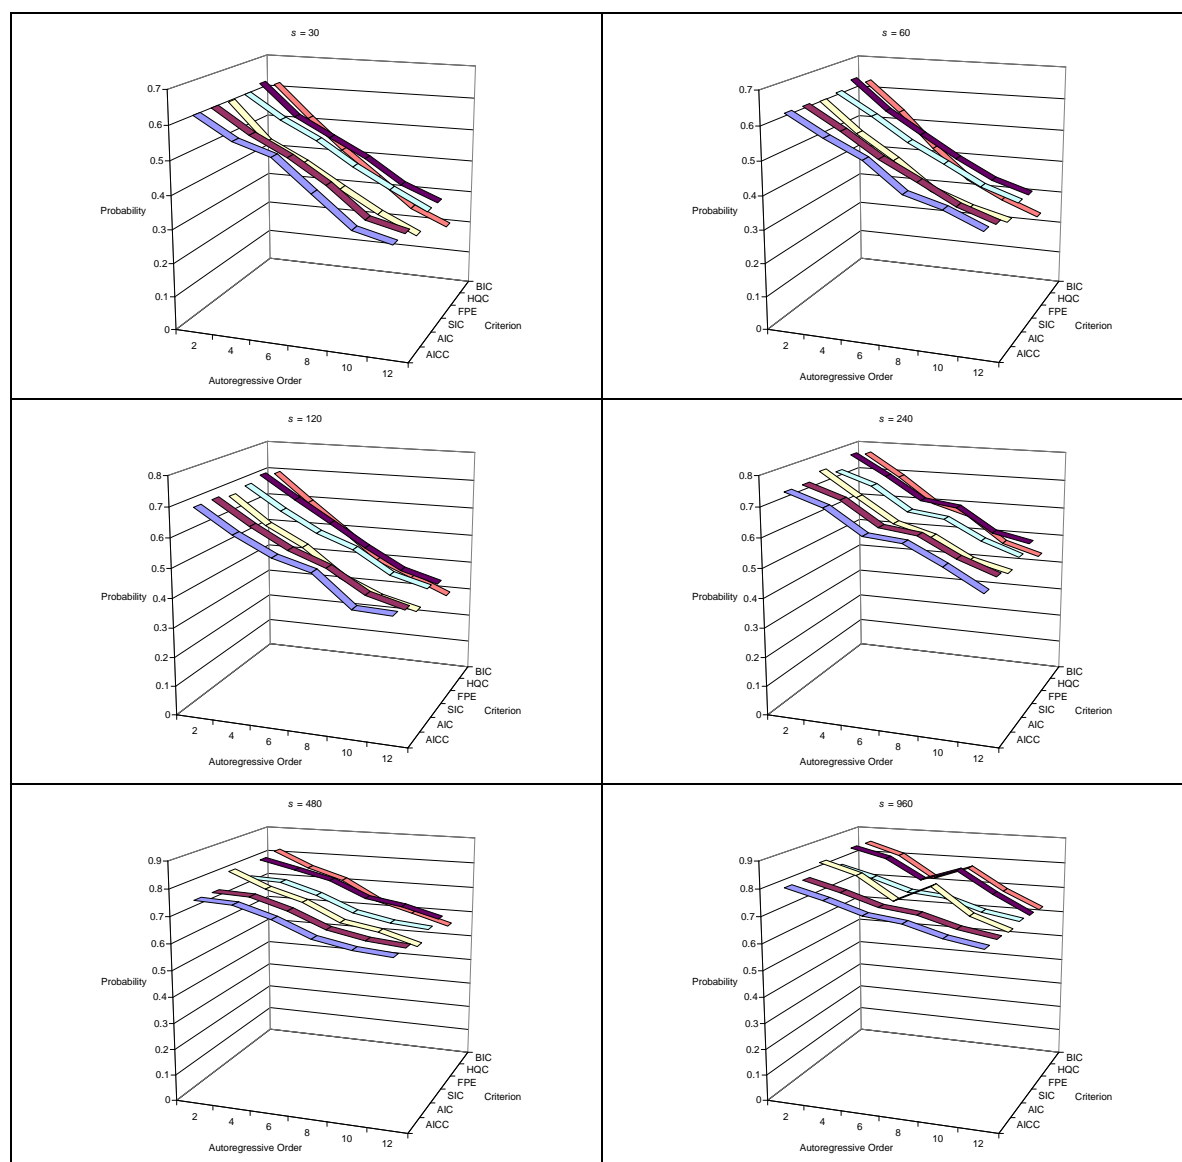 s = 30
0.7
0.6
0.5
0.4
0.3
0.2
0.1
0
Probability
2
4
6
8
10
12
Autoregressive Order
BIC
HQC
FPE
SIC
AIC
AICC
Criterion
s = 60
0.7
0.6
0.5
0.4
0.3
0.2
0.1
0
Probability
2
4
6
8
10
12
Autoregressive Order
BIC
HQC
FPE
SIC
AIC
AICC
Criterion
s = 120
0.8
0.7
0.6
0.5
0.4
0.3
0.2
0.1
0
Probability
2
4
6
8
10
12
Autoregressive Order
BIC
HQC
FPE
SIC
AIC
AICC
Criterion
s = 240
0.8
0.7
0.6
0.5
0.4
0.3
0.2
0.1
0
Probability
2
4
6
8
10
12
Autoregressive Order
BIC
HQC
FPE
SIC
AIC
AICC
Criterion
s = 480
0.9
0.8
0.7
0.6
0.5
0.4
0.3
0.2
0.1
0
Probability
2
4
6
8
10
12
Autoregressive Order
BIC
HQC
FPE
SIC
AIC
AICC
Criterion
s = 960
0.9
0.8
0.7
0.6
0.5
0.4
0.3
0.2
0.1
0
Probability
2
4
6
8
10
12
Autoregressive Order
BIC
HQC
FPE
SIC
AIC
AICC
Criterion